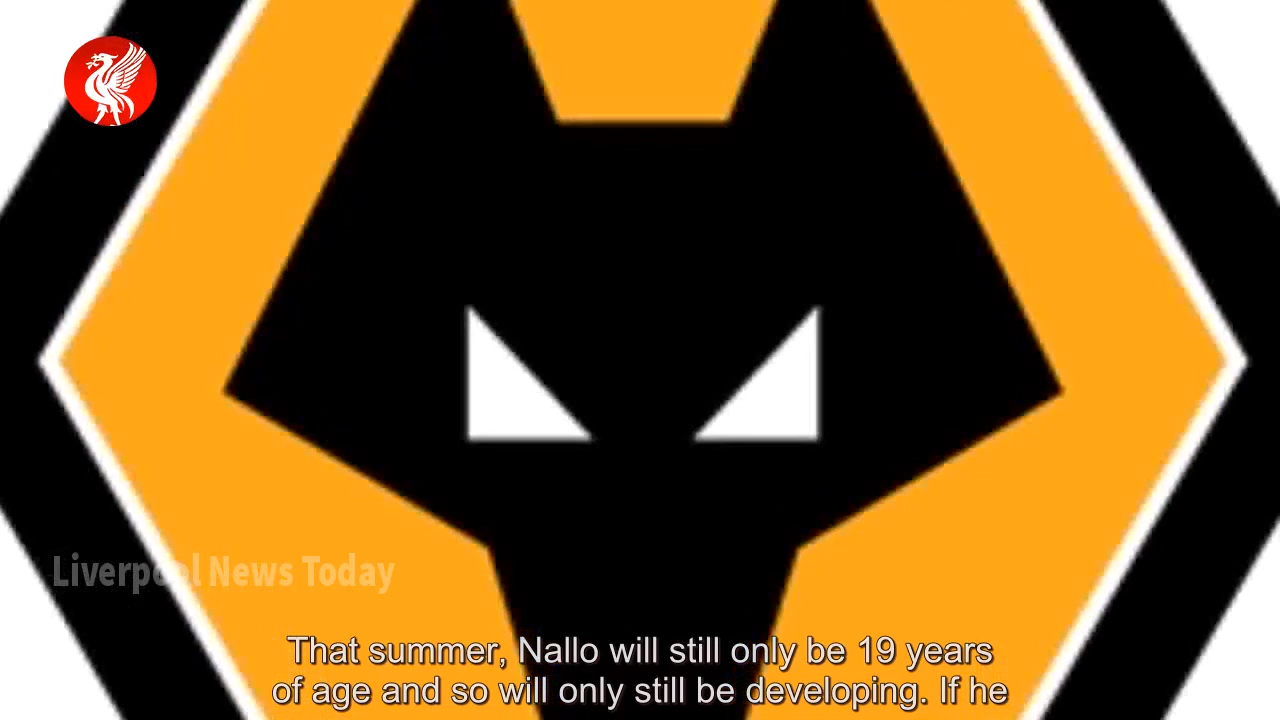 Liverpool News Today
That summer, Nallo will still only be 19 years
of age and so will only still be developing. If he